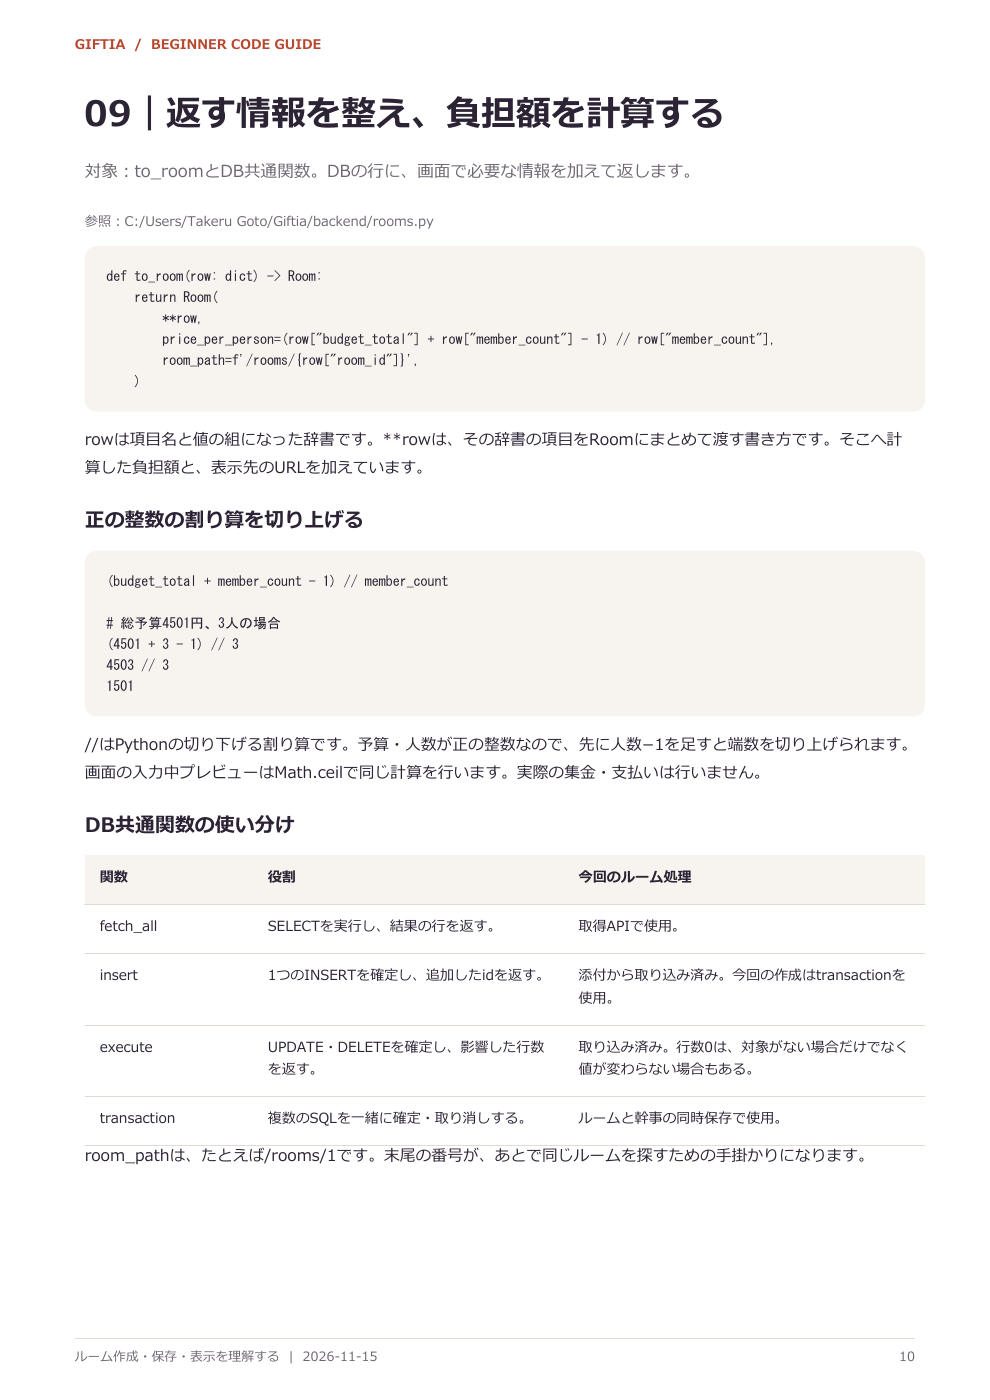 GIFTIA / BEGINNER CODE GUIDE
09｜返す情報を整え、負担額を計算する
対象：to_roomとDB共通関数。DBの行に、画面で必要な情報を加えて返します。
参照：C:/Users/Takeru Goto/Giftia/backend/rooms.py
def to_room(row: dict) -> Room:
    return Room(
        **row,
        price_per_person=(row["budget_total"] + row["member_count"] - 1) // row["member_count"],
        room_path=f'/rooms/{row["room_id"]}',
    )
rowは項目名と値の組になった辞書です。**rowは、その辞書の項目をRoomにまとめて渡す書き方です。そこへ計
算した負担額と、表示先のURLを加えています。
正の整数の割り算を切り上げる
(budget_total + member_count - 1) // member_count
# 総予算4501円、3人の場合
(4501 + 3 - 1) // 3
4503 // 3
1501
//はPythonの切り下げる割り算です。予算・人数が正の整数なので、先に人数−1を足すと端数を切り上げられます。
画面の入力中プレビューはMath.ceilで同じ計算を行います。実際の集金・支払いは行いません。
DB共通関数の使い分け
関数 役割 今回のルーム処理
fetch_all SELECTを実行し、結果の行を返す。 取得APIで使用。
insert 1つのINSERTを確定し、追加したidを返す。 添付から取り込み済み。今回の作成はtransactionを
使用。
execute UPDATE・DELETEを確定し、影響した行数 取り込み済み。行数0は、対象がない場合だけでなく
を返す。 値が変わらない場合もある。
transaction 複数のSQLを一緒に確定・取り消しする。 ルームと幹事の同時保存で使用。
room_pathは、たとえば/rooms/1です。末尾の番号が、あとで同じルームを探すための手掛かりになります。
ルーム作成・保存・表示を理解する | 2026-11-15 10